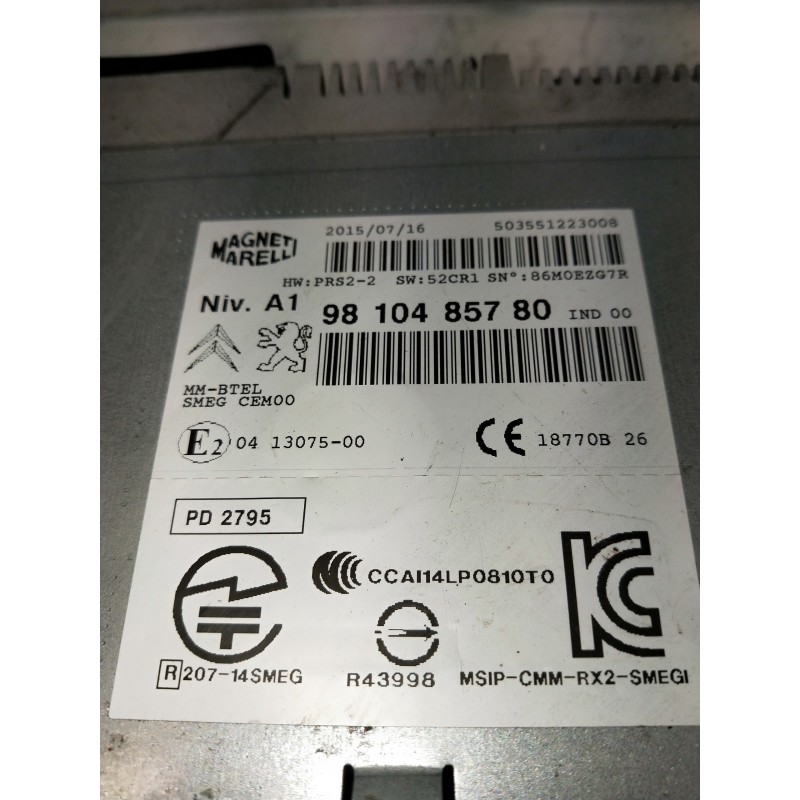 MAGNETI MARELLI
2015/07/16 503551223008
HW:PRS2-2 SW:52CR1 SN°:86M0EZG7R
Niv. A1 98 104 857 80 IND 00
MM-BTEL
SMEG CEM00
E2 04 13075-00 CE 18770B 26
PD 2795
CCAI14LP0810T0
R 207-14SMEG R43998 MSIP-CMM-RX2-SMEGI